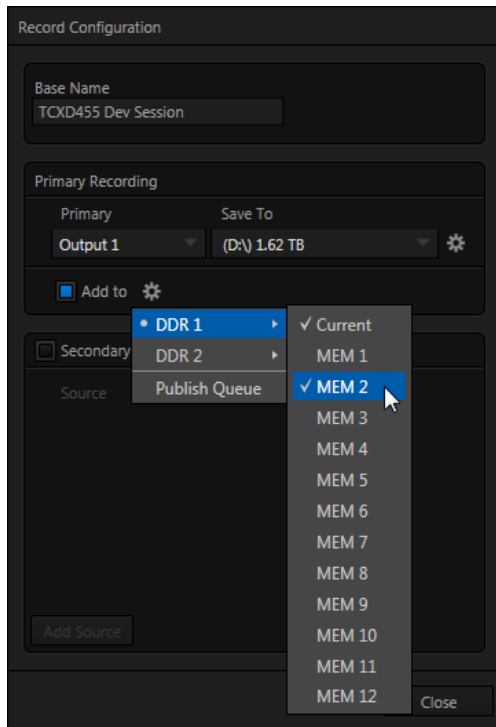 Record Configuration
Base Name
TCXD455 Dev Session
Primary Recording
Primary Save To
Output 1 (D:\) 1.62 TB
Add to
DDR 1
DDR 2
Publish Queue
✓ Current
MEM 1
✓ MEM 2
MEM 3
MEM 4
MEM 5
MEM 6
MEM 7
MEM 8
MEM 9
MEM 10
MEM 11
MEM 12
Secondary
Source
Add Source
Close